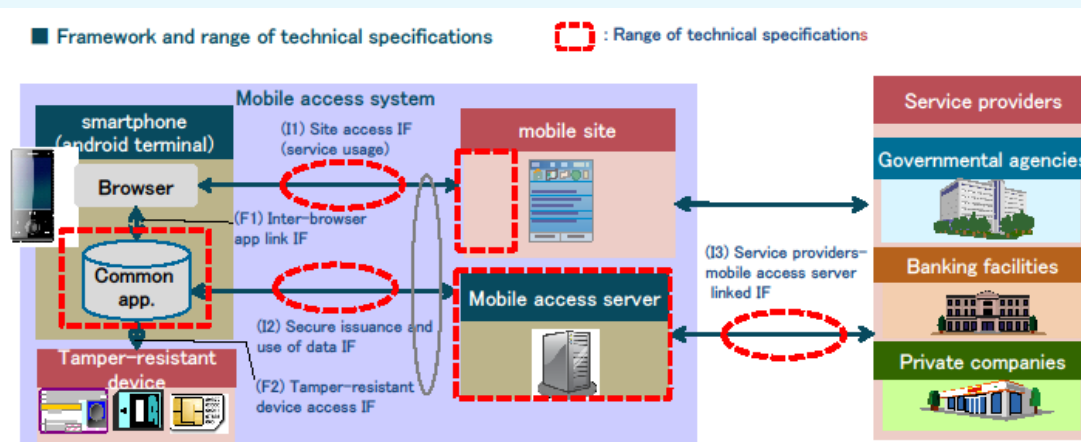 ■ Framework and range of technical specifications
: Range of technical specifications
Mobile access system
smartphone
(android terminal)
Browser
Common
app.
Tamper-resistant
device
(I1) Site access IF
(service usage)
(F1) Inter-browser
app link IF
(I2) Secure issuance and
use of data IF
(F2) Tamper-resistant
device access IF
mobile site
Mobile access server
(I3) Service providers-
mobile access server
linked IF
Service providers
Governmental agencies
Banking facilities
Private companies